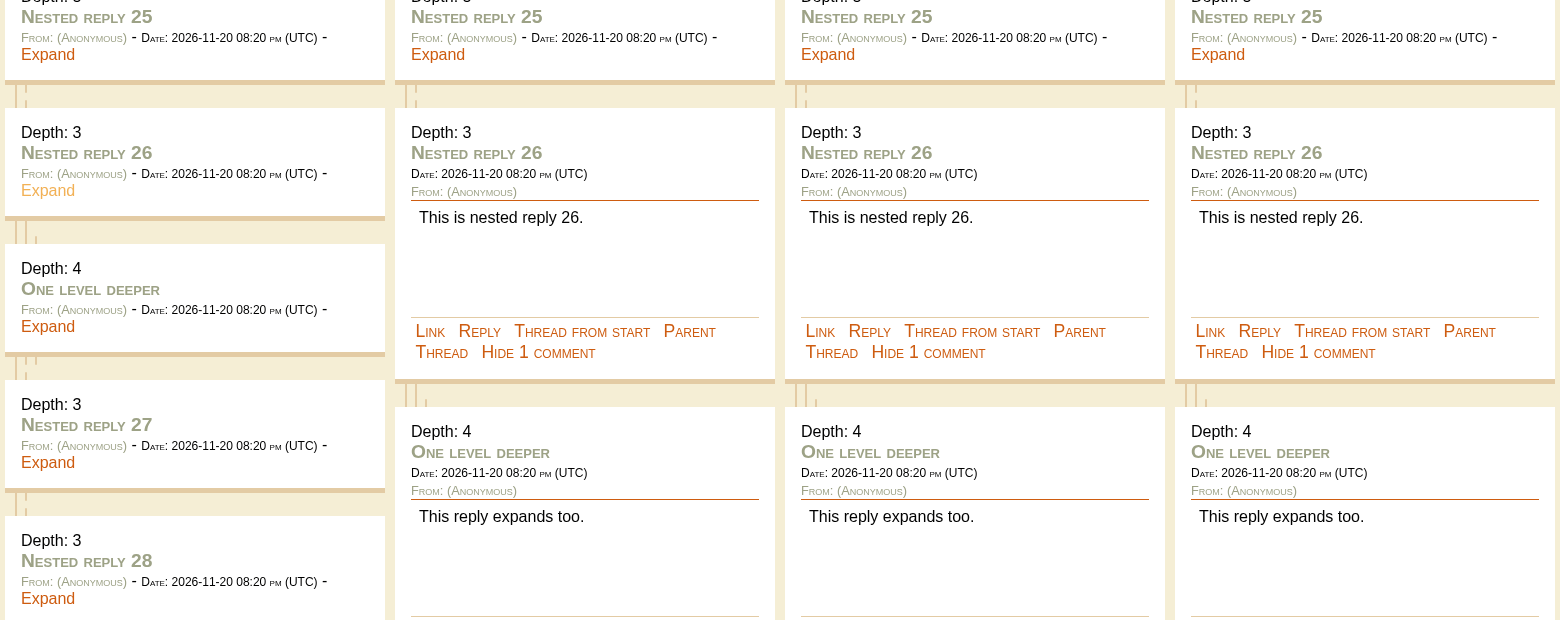 Nested reply 25
From: (Anonymous) - Date: 2026-11-20 08:20 pm (UTC) -
Expand
Depth: 3
Nested reply 26
From: (Anonymous) - Date: 2026-11-20 08:20 pm (UTC) -
Expand
Depth: 4
One level deeper
From: (Anonymous) - Date: 2026-11-20 08:20 pm (UTC) -
Expand
Depth: 3
Nested reply 27
From: (Anonymous) - Date: 2026-11-20 08:20 pm (UTC) -
Expand
Depth: 3
Nested reply 28
From: (Anonymous) - Date: 2026-11-20 08:20 pm (UTC) -
Expand
Nested reply 25
From: (Anonymous) - Date: 2026-11-20 08:20 pm (UTC) -
Expand
Depth: 3
Nested reply 26
Date: 2026-11-20 08:20 pm (UTC)
From: (Anonymous)
This is nested reply 26.
Link Reply Thread from start Parent
Thread Hide 1 comment
Depth: 4
One level deeper
Date: 2026-11-20 08:20 pm (UTC)
From: (Anonymous)
This reply expands too.
Nested reply 25
From: (Anonymous) - Date: 2026-11-20 08:20 pm (UTC) -
Expand
Depth: 3
Nested reply 26
Date: 2026-11-20 08:20 pm (UTC)
From: (Anonymous)
This is nested reply 26.
Link Reply Thread from start Parent
Thread Hide 1 comment
Depth: 4
One level deeper
Date: 2026-11-20 08:20 pm (UTC)
From: (Anonymous)
This reply expands too.
Nested reply 25
From: (Anonymous) - Date: 2026-11-20 08:20 pm (UTC) -
Expand
Depth: 3
Nested reply 26
Date: 2026-11-20 08:20 pm (UTC)
From: (Anonymous)
This is nested reply 26.
Link Reply Thread from start Parent
Thread Hide 1 comment
Depth: 4
One level deeper
Date: 2026-11-20 08:20 pm (UTC)
From: (Anonymous)
This reply expands too.